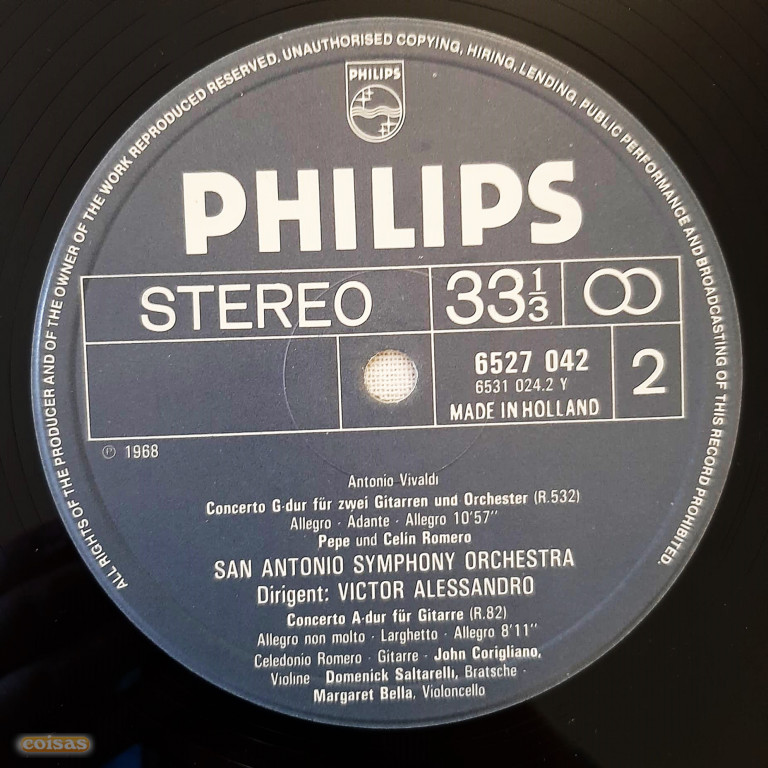 ALL RIGHTS OF THE PRODUCER AND OF THE OWNER OF THE WORK REPRODUCED RESERVED. UNAUTHORISED COPYING, HIRING, LENDING, PUBLIC PERFORMANCE AND BROADCASTING OF THIS RECORD PROHIBITED.
PHILIPS
PHILIPS
STEREO
33 1/3
6527 042
6531 024.2 Y
MADE IN HOLLAND
2
℗ 1968
Antonio Vivaldi
Concerto G-dur für zwei Gitarren und Orchester (R.532)
Allegro · Adante · Allegro 10'57"
Pepe und Celin Romero
SAN ANTONIO SYMPHONY ORCHESTRA
Dirigent: VICTOR ALESSANDRO
Concerto A-dur für Gitarre (R.82)
Allegro non molto · Larghetto · Allegro 8'11"
Celedonio Romero · Gitarre · John Corigliano,
Violine · Domenick Saltarelli, Bratsche ·
Margaret Bella, Violoncello
coisas